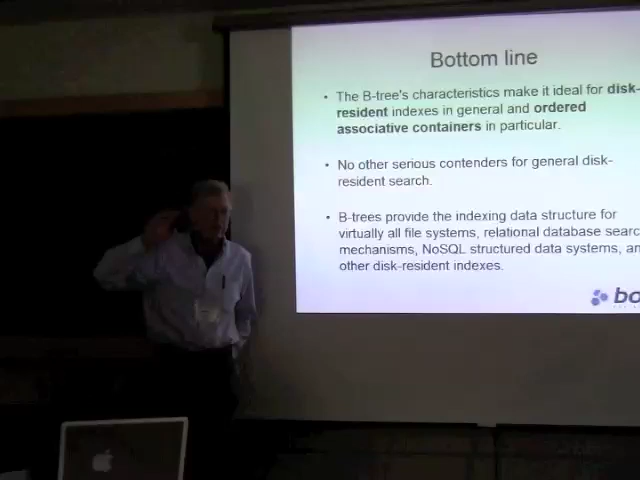 Bottom line
• The B-tree's characteristics make it ideal for disk-
resident indexes in general and ordered
associative containers in particular.
• No other serious contenders for general disk-
resident search.
• B-trees provide the indexing data structure for
virtually all file systems, relational database searc
mechanisms, NoSQL structured data systems, an
other disk-resident indexes.
bo